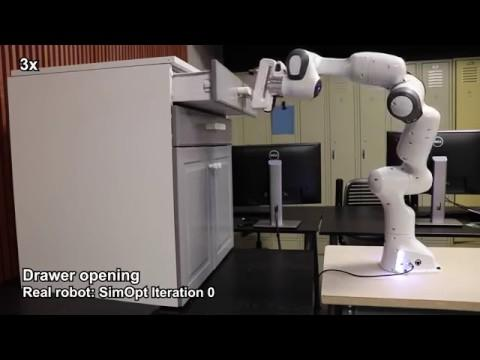 3x
Drawer opening
Real robot: SimOpt Iteration 0